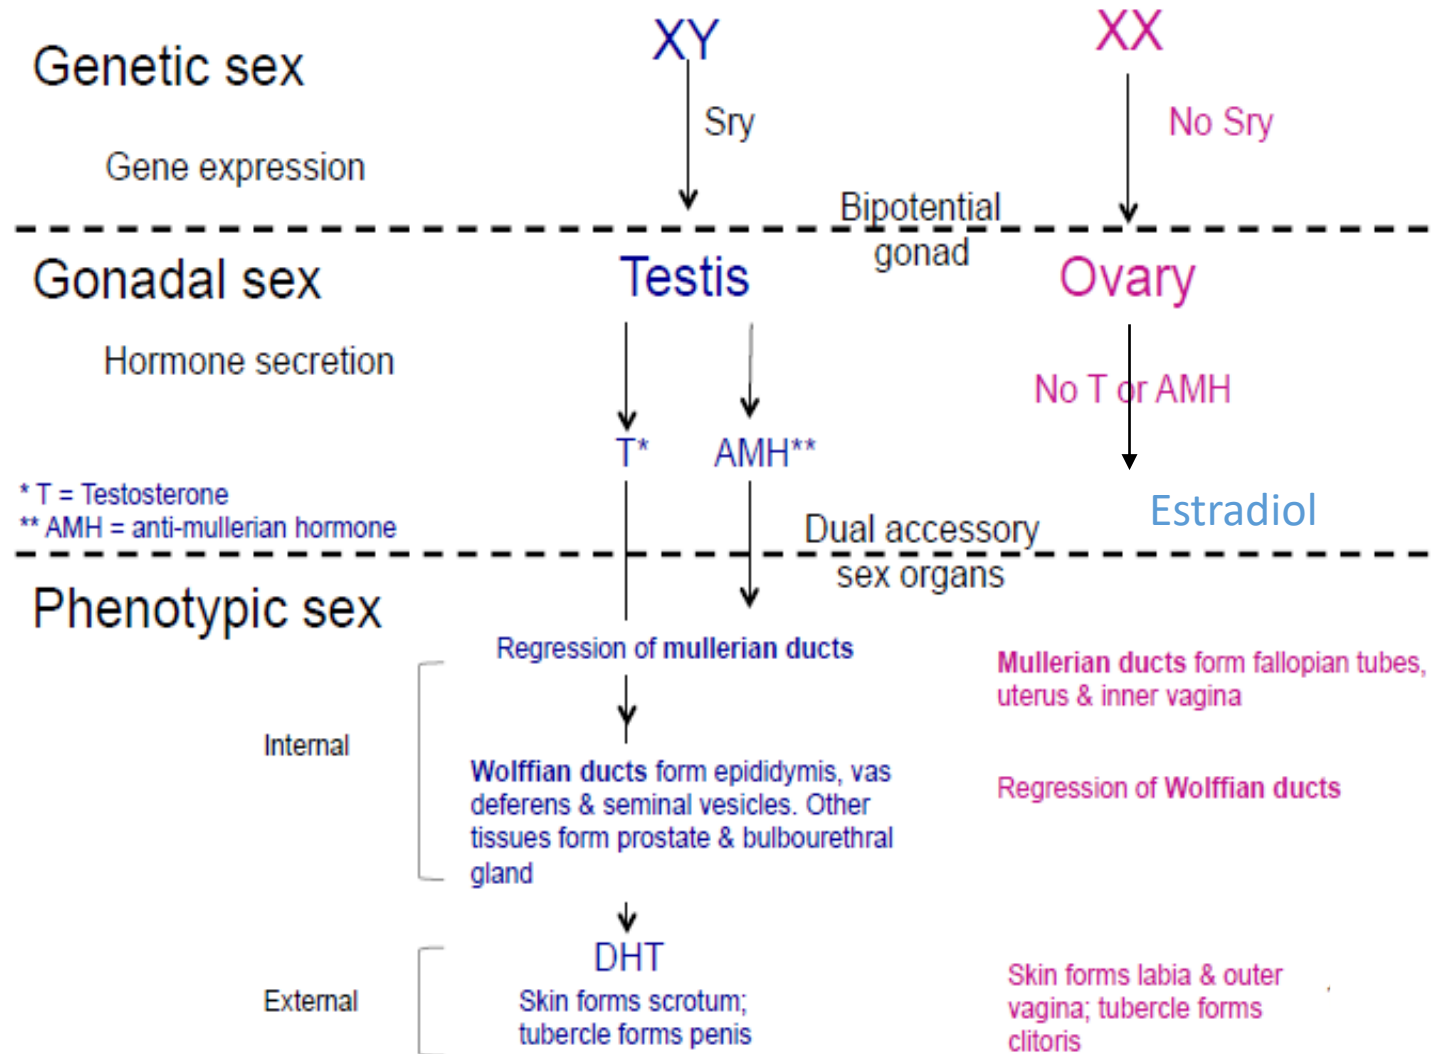 XY
XX
Genetic sex
Sry
No Sry
Gene expression
Bipotential
gonad
Gonadal sex
Testis
Ovary
Hormone secretion
No T or AMH
T*
AMH**
* T = Testosterone
** AMH = anti-mullerian hormone
Estradiol
Dual accessory
sex organs
Phenotypic sex
Internal
Regression of mullerian ducts
Wolffian ducts form epididymis, vas
deferens & seminal vesicles. Other
tissues form prostate & bulbourethral
gland
Mullerian ducts form fallopian tubes,
uterus & inner vagina
Regression of Wolffian ducts
External
DHT
Skin forms scrotum;
tubercle forms penis
Skin forms labia & outer
vagina; tubercle forms
clitoris